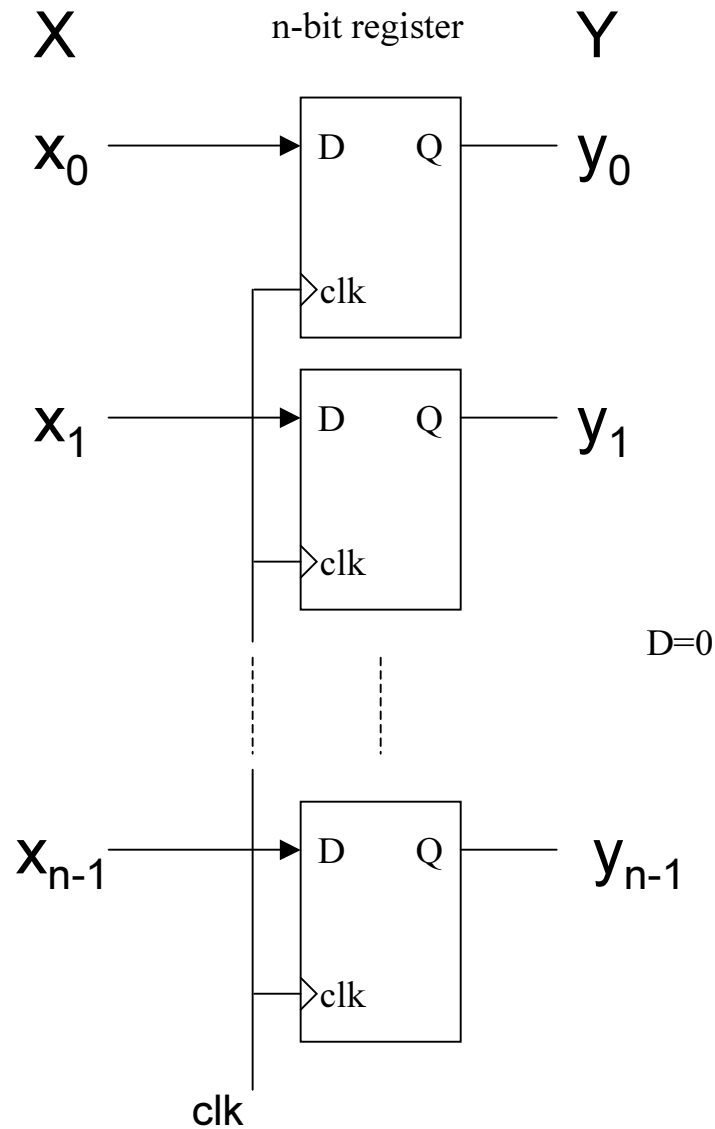 X n-bit register Y
x0 D Q y0
clk
x1 D Q y1
clk
D=0
xn-1 D Q yn-1
clk
clk